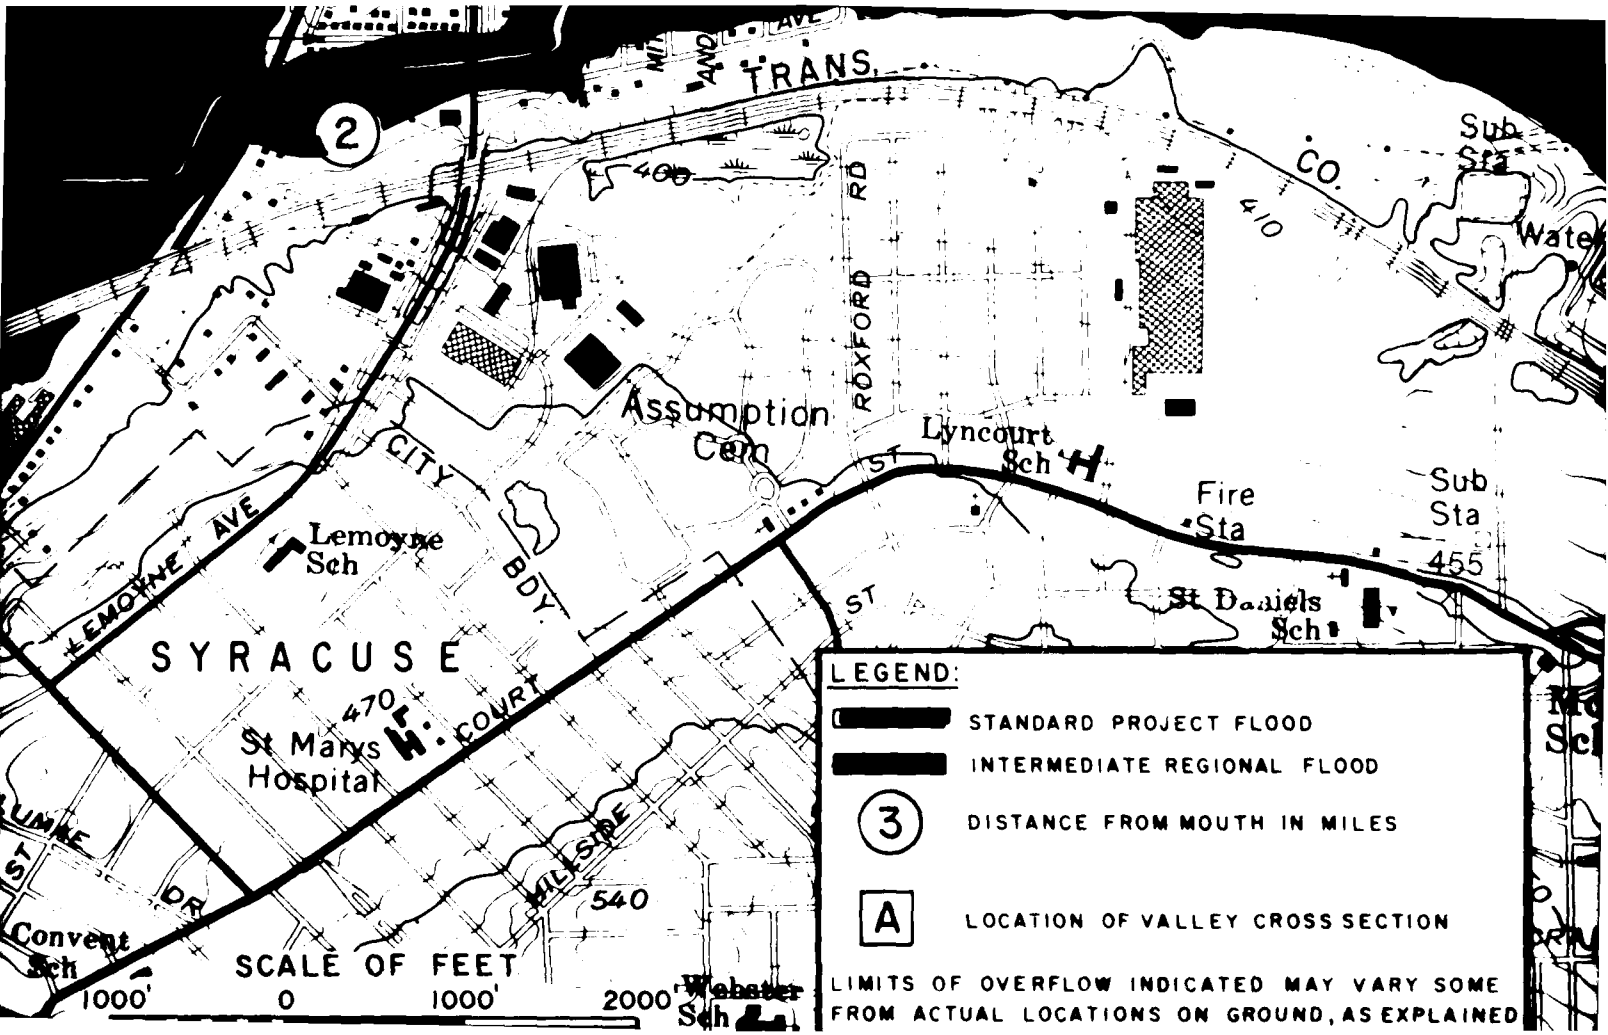 AVE
AND
TRANS.
CO.
2
400
RD
410
Sub
Sta
Wate
ROXFORD
Assumption
Cem
Lyncourt
Sch
ST
CITY
BDY.
Fire
Sta
Sub
Sta
455
LEMOYNE AVE
Lemoyne
Sch
St Daniels
Sch
ST
SYRACUSE
470
St Marys
Hospital
COURT
HILLSIDE
540
ST
DR
Convent
Sch
SCALE OF FEET
1000' 0 1000' 2000'
Webster
Sch
LEGEND:
STANDARD PROJECT FLOOD
INTERMEDIATE REGIONAL FLOOD
3 DISTANCE FROM MOUTH IN MILES
A LOCATION OF VALLEY CROSS SECTION
LIMITS OF OVERFLOW INDICATED MAY VARY SOME
FROM ACTUAL LOCATIONS ON GROUND, AS EXPLAINED